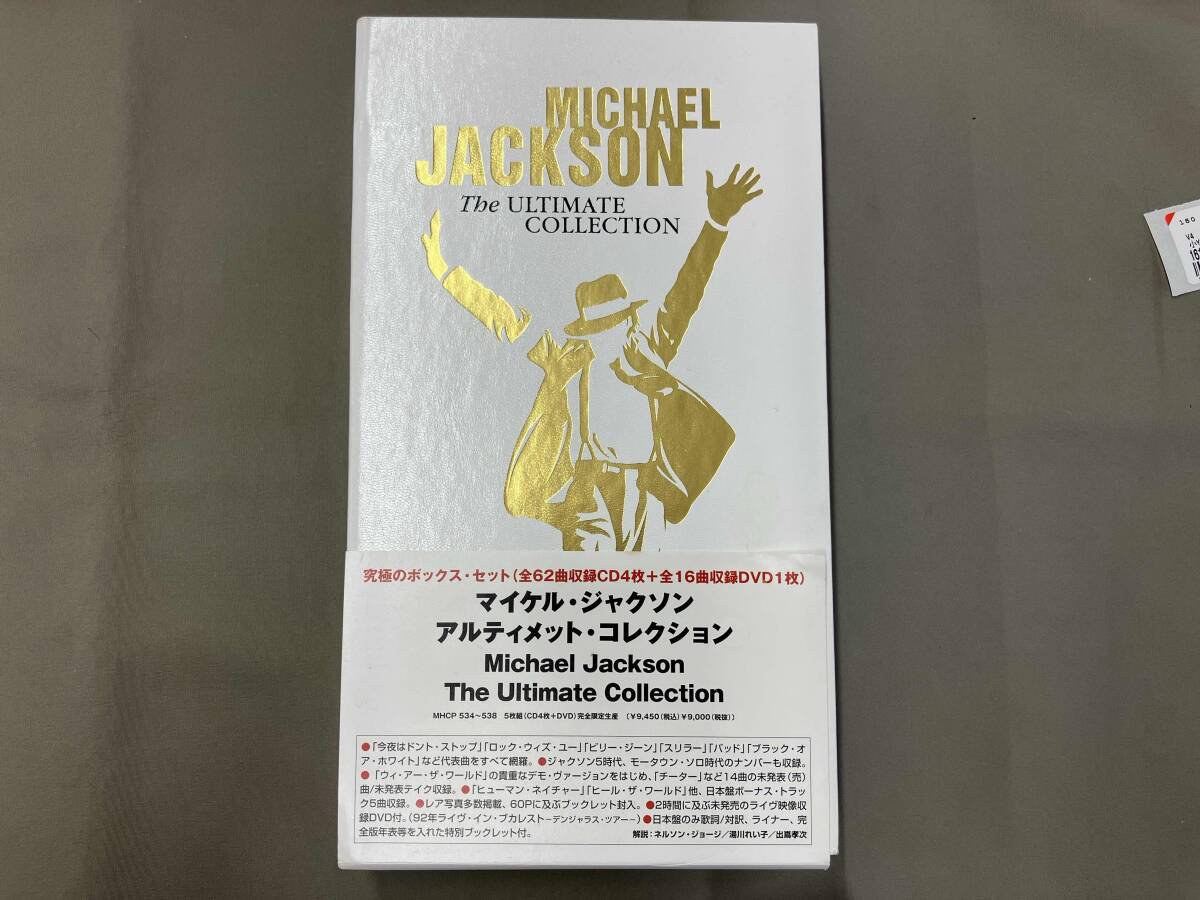 MICHAEL
JACKSON
The ULTIMATE
COLLECTION
究極のボックス・セット(全62曲収録CD4枚+全16曲収録DVD1枚)
マイケル・ジャクソン
アルティメット・コレクション
Michael Jackson
The Ultimate Collection
MHCP 534〜538 5枚組(CD4枚+DVD)完全限定生産 (¥9,450(税込)¥9,000(税抜))
●「今夜はドント・ストップ」「ロック・ウィズ・ユー」「ビリー・ジーン」「スリラー」「バッド」「ブラック・オ
ア・ホワイト」など代表曲をすべて網羅。●ジャクソン5時代、モータウン・ソロ時代のナンバーも収録。
●「ウィ・アー・ザ・ワールド」の貴重なデモ・ヴァージョンをはじめ、「チーター」など14曲の未発表(売)
曲/未発表テイク収録。●「ヒューマン・ネイチャー」「ヒール・ザ・ワールド」他、日本盤ボーナス・トラッ
ク5曲収録。●レア写真多数掲載、60Pに及ぶブックレット封入。●2時間に及ぶ未発売のライヴ映像収
録DVD付。(92年ライヴ・イン・ブカレスト−デンジャラス・ツアー−)●日本盤のみ歌詞/対訳、ライナー、完
全版年表等を入れた特別ブックレット付。 解説:ネルソン・ジョージ/湯川れい子/出嶌孝次
180
V4